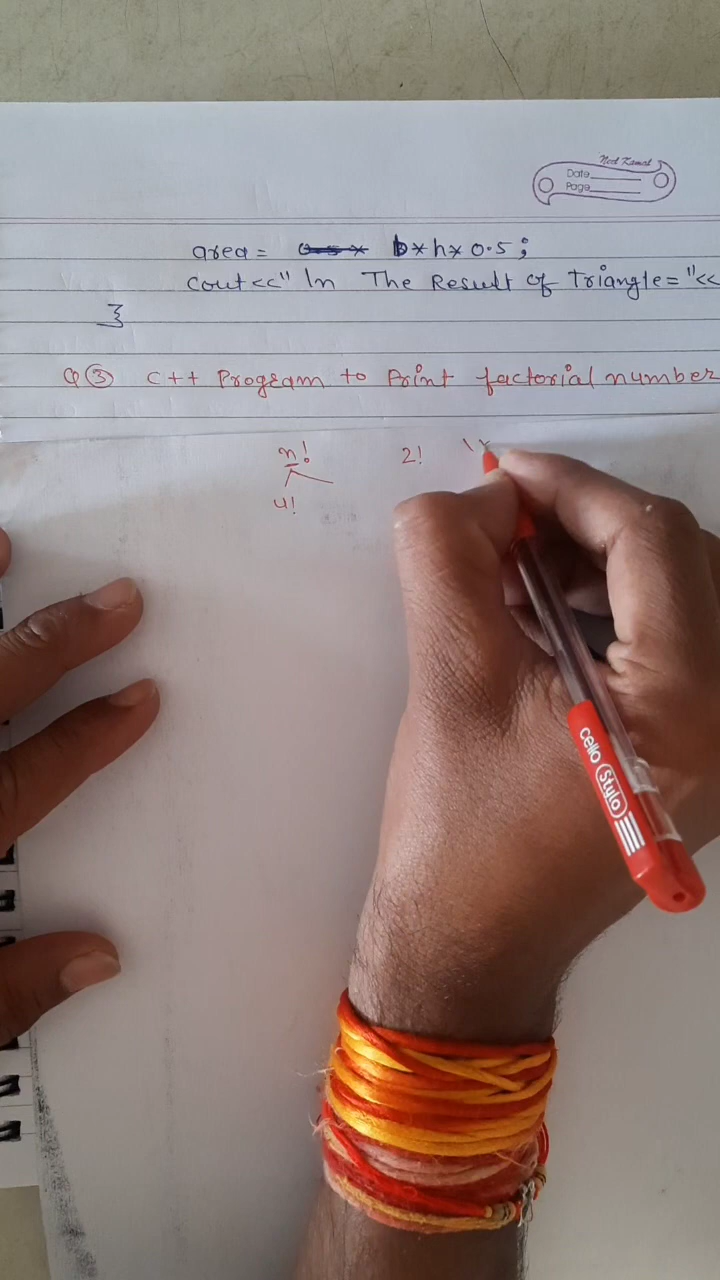 Neel Kamal
Date
Page
area = b*h*0.5;
cout<<" \n The Result of Triangle = "<<
}
Q③ C++ Program to Print factorial number
n! 2! 1x
4!
cello Stylo